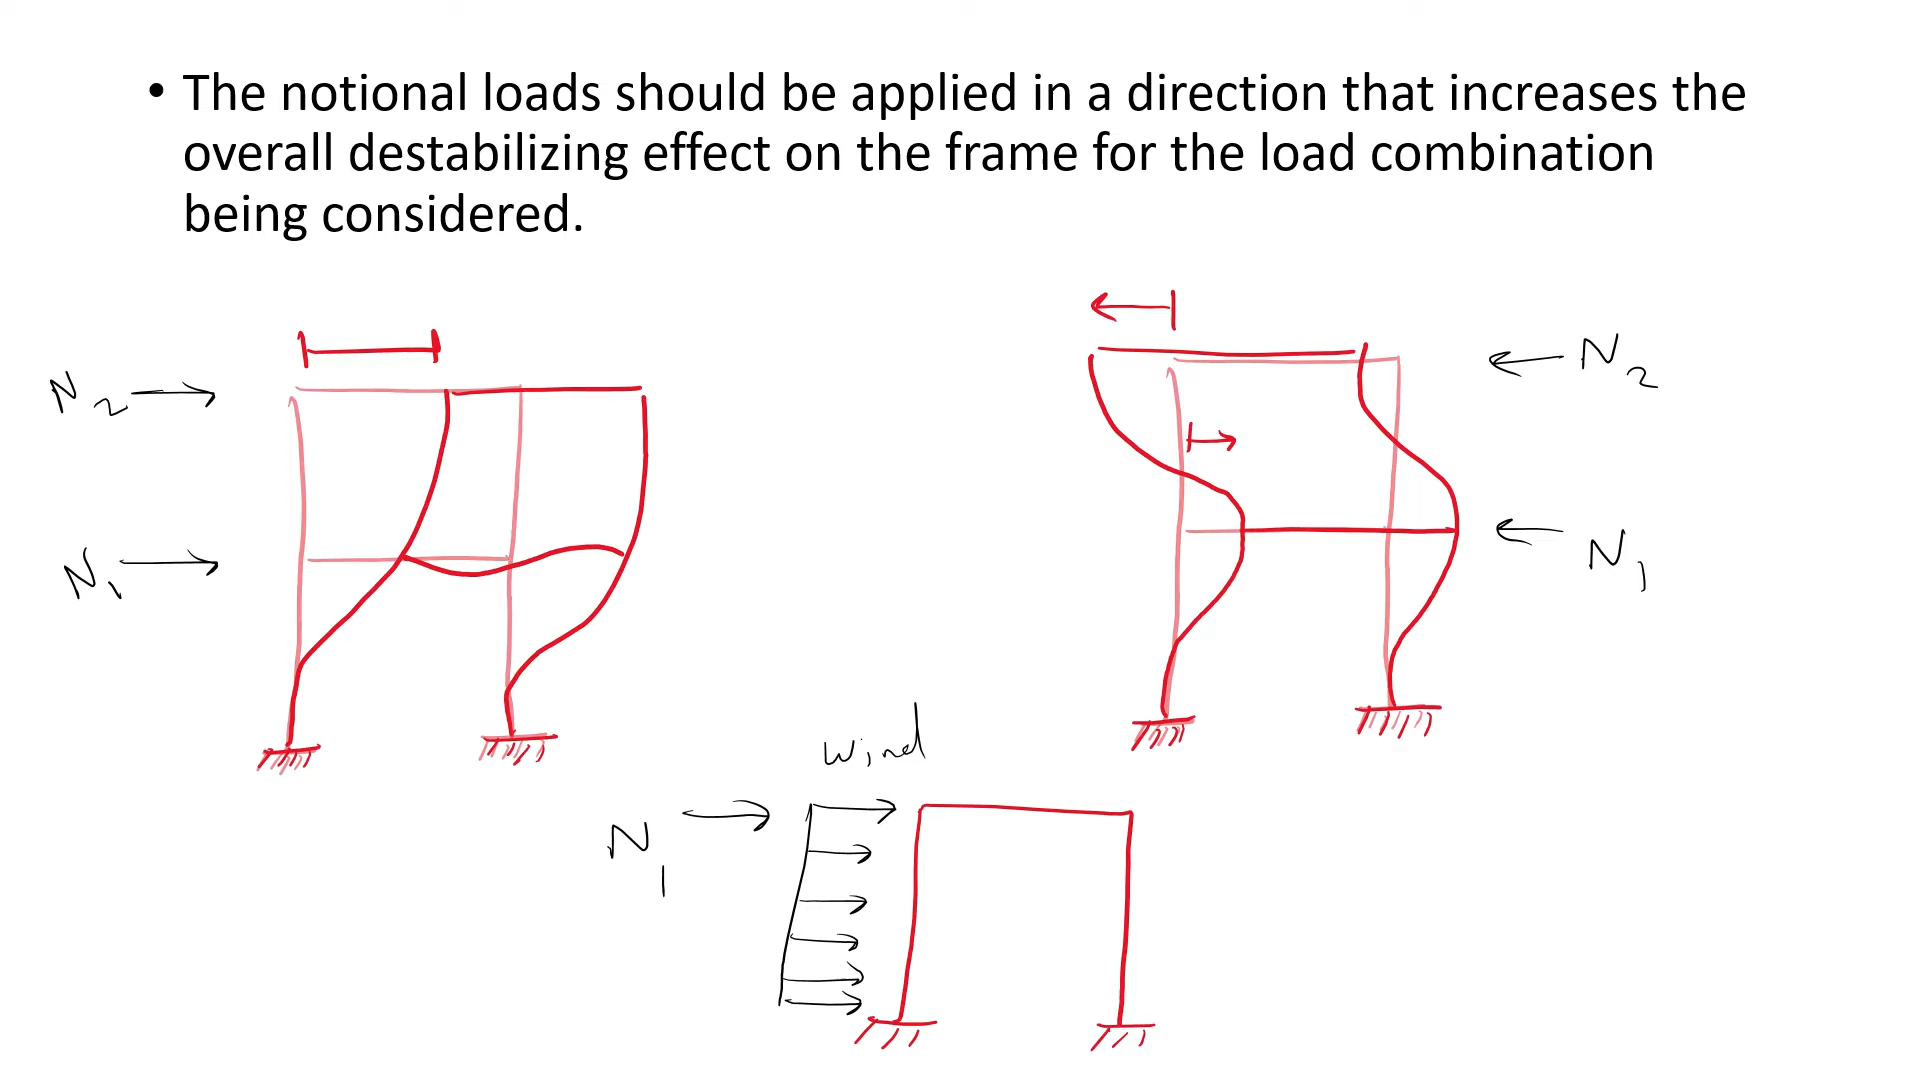 • The notional loads should be applied in a direction that increases the
overall destabilizing effect on the frame for the load combination
being considered.
N2
N2
N1
N1
Wind
N1